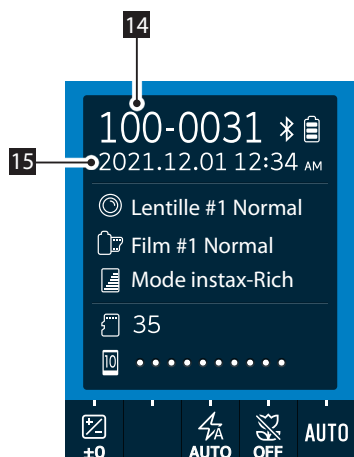 14
100-0031
15
2021.12.01 12:34 AM
Lentille #1 Normal
Film #1 Normal
Mode instax-Rich
35
10
±0 AUTO OFF AUTO